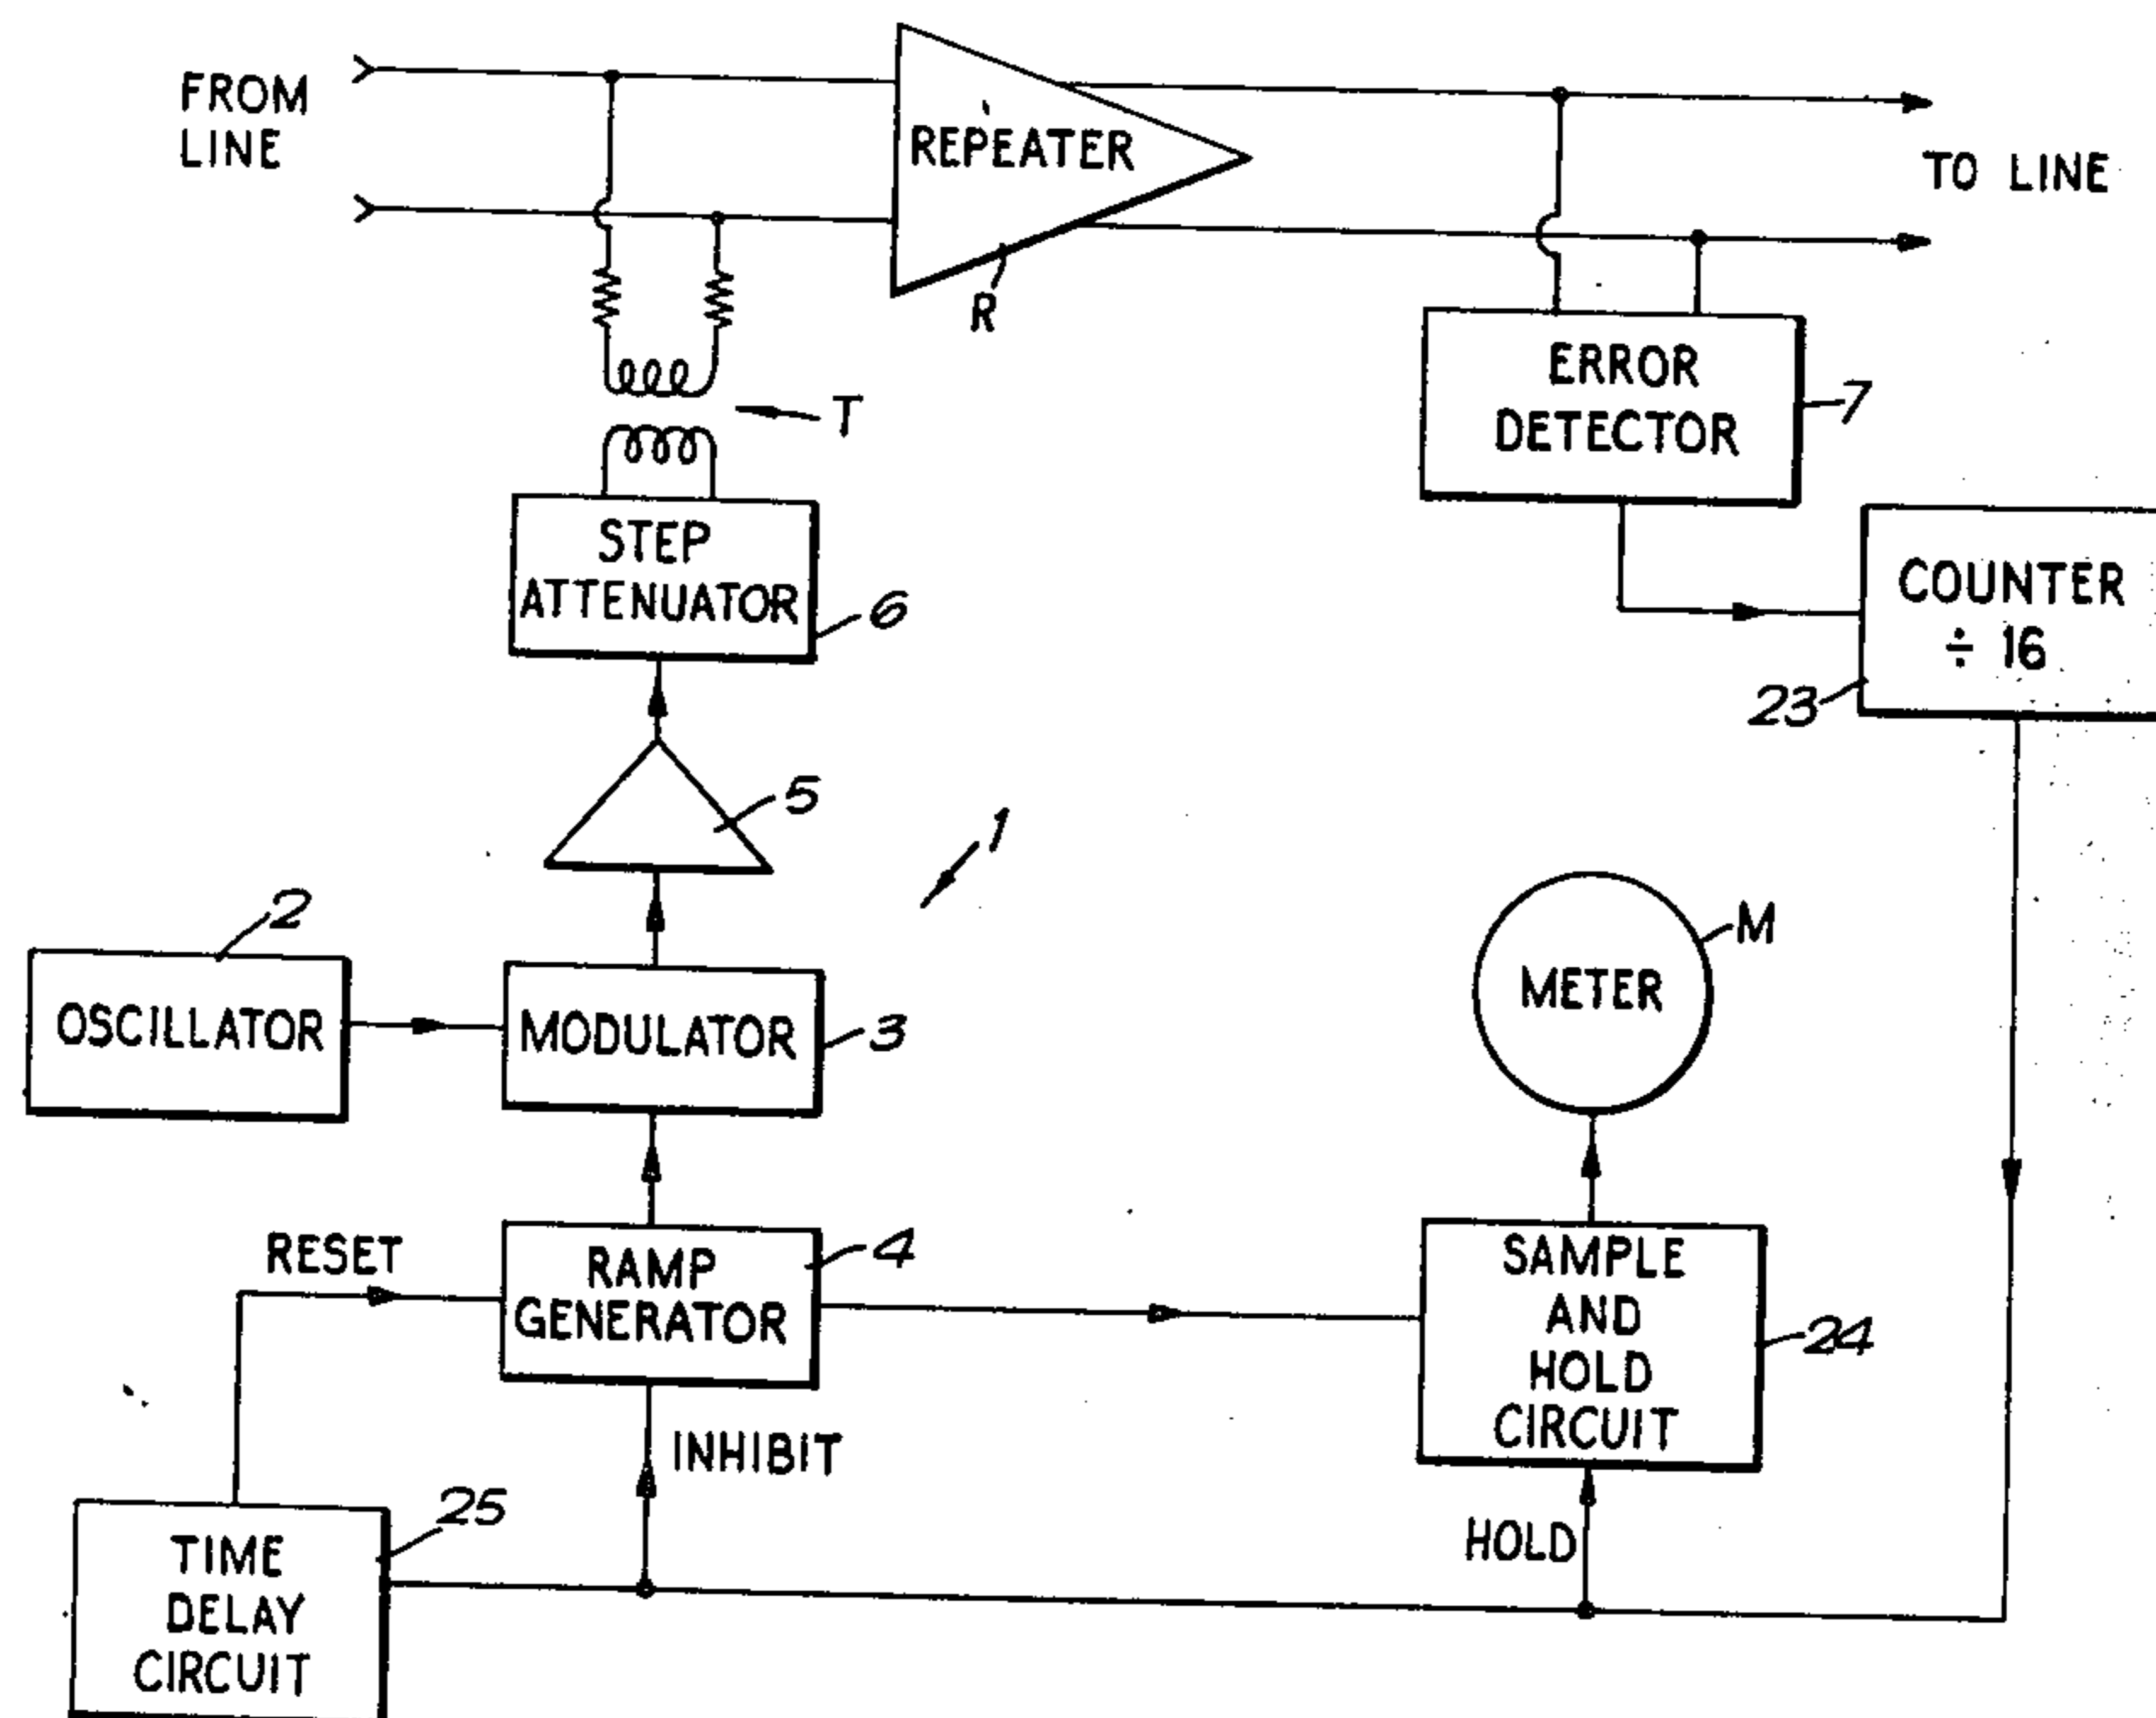 FROM
LINE
REPEATER
TO LINE
R
ERROR
DETECTOR
7
T
STEP
ATTENUATOR
6
COUNTER
÷ 16
23
5
1
2
OSCILLATOR
MODULATOR
3
METER
M
RESET
RAMP
GENERATOR
4
SAMPLE
AND
HOLD
CIRCUIT
24
INHIBIT
HOLD
25
TIME
DELAY
CIRCUIT